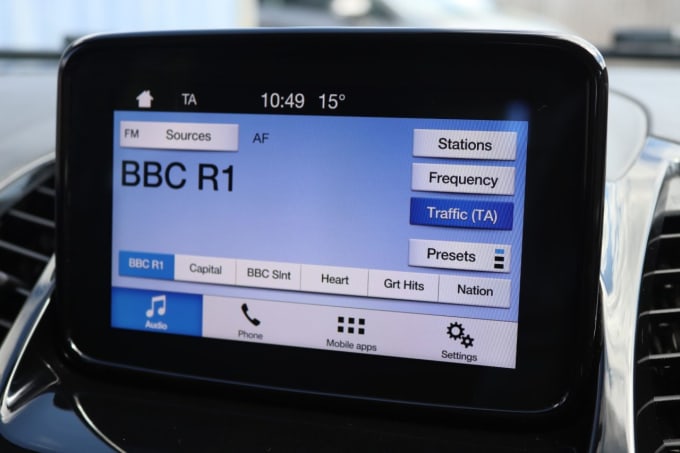 TA 10:49 15°
FM Sources AF
Stations
BBC R1
Frequency
Traffic (TA)
Presets
BBC R1 Capital BBC Slnt Heart Grt Hits Nation
Audio Phone Mobile apps Settings